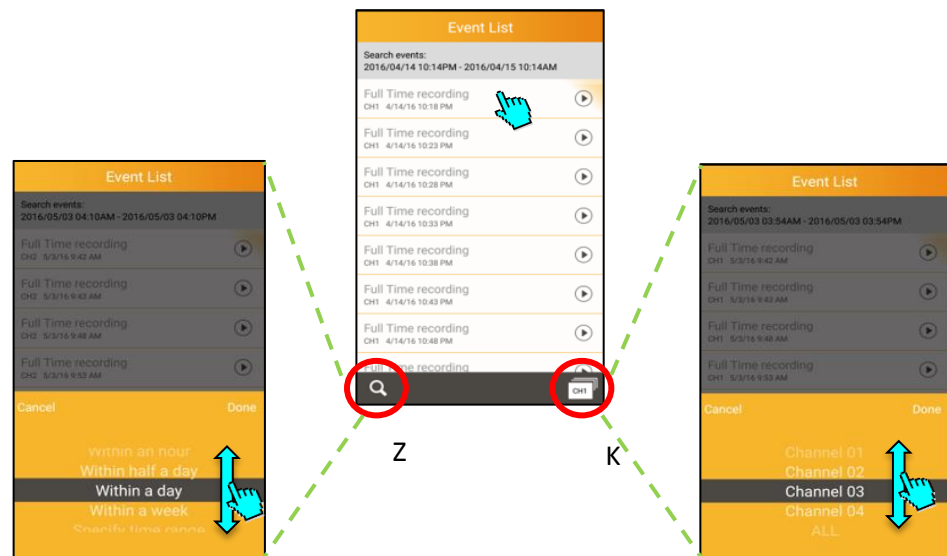 Event List
Search events:
2016/04/14 10:14PM - 2016/04/15 10:14AM
Full Time recording
CH1 4/14/16 10:18 PM
Full Time recording
CH1 4/14/16 10:23 PM
Full Time recording
CH1 4/14/16 10:28 PM
Full Time recording
CH1 4/14/16 10:33 PM
Full Time recording
CH1 4/14/16 10:38 PM
Full Time recording
CH1 4/14/16 10:43 PM
Full Time recording
CH1 4/14/16 10:48 PM
Full Time recording
CH1
Z
K
Event List
Search events:
2016/05/03 04:10AM - 2016/05/03 04:10PM
Full Time recording
CH2 5/3/16 9:42 AM
Full Time recording
CH2 5/3/16 9:43 AM
Full Time recording
CH2 5/3/16 9:48 AM
Full Time recording
CH2 5/3/16 9:53 AM
Cancel Done
Within an hour
Within half a day
Within a day
Within a week
Specify time range
Event List
Search events:
2016/05/03 03:54AM - 2016/05/03 03:54PM
Full Time recording
CH1 5/3/16 9:42 AM
Full Time recording
CH1 5/3/16 9:43 AM
Full Time recording
CH1 5/3/16 9:48 AM
Full Time recording
CH1 5/3/16 9:53 AM
Cancel Done
Channel 01
Channel 02
Channel 03
Channel 04
ALL